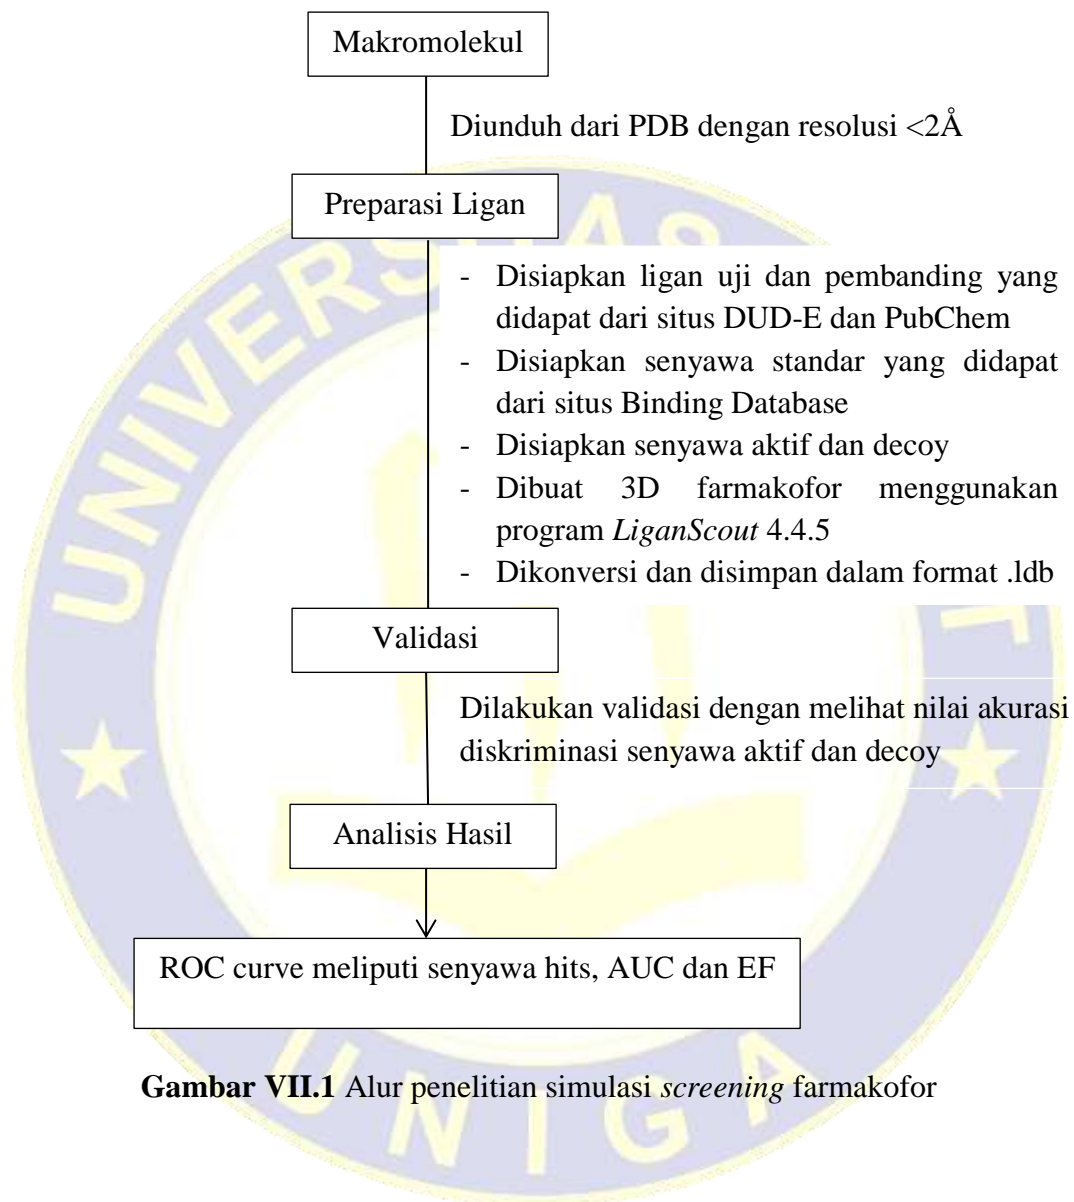 Makromolekul
Diunduh dari PDB dengan resolusi <2Å
Preparasi Ligan
- Disiapkan ligan uji dan pembanding yang
didapat dari situs DUD-E dan PubChem
- Disiapkan senyawa standar yang didapat
dari situs Binding Database
- Disiapkan senyawa aktif dan decoy
- Dibuat 3D farmakofor menggunakan
program LiganScout 4.4.5
- Dikonversi dan disimpan dalam format .ldb
Validasi
Dilakukan validasi dengan melihat nilai akurasi
diskriminasi senyawa aktif dan decoy
Analisis Hasil
ROC curve meliputi senyawa hits, AUC dan EF
Gambar VII.1 Alur penelitian simulasi screening farmakofor
UNIGA